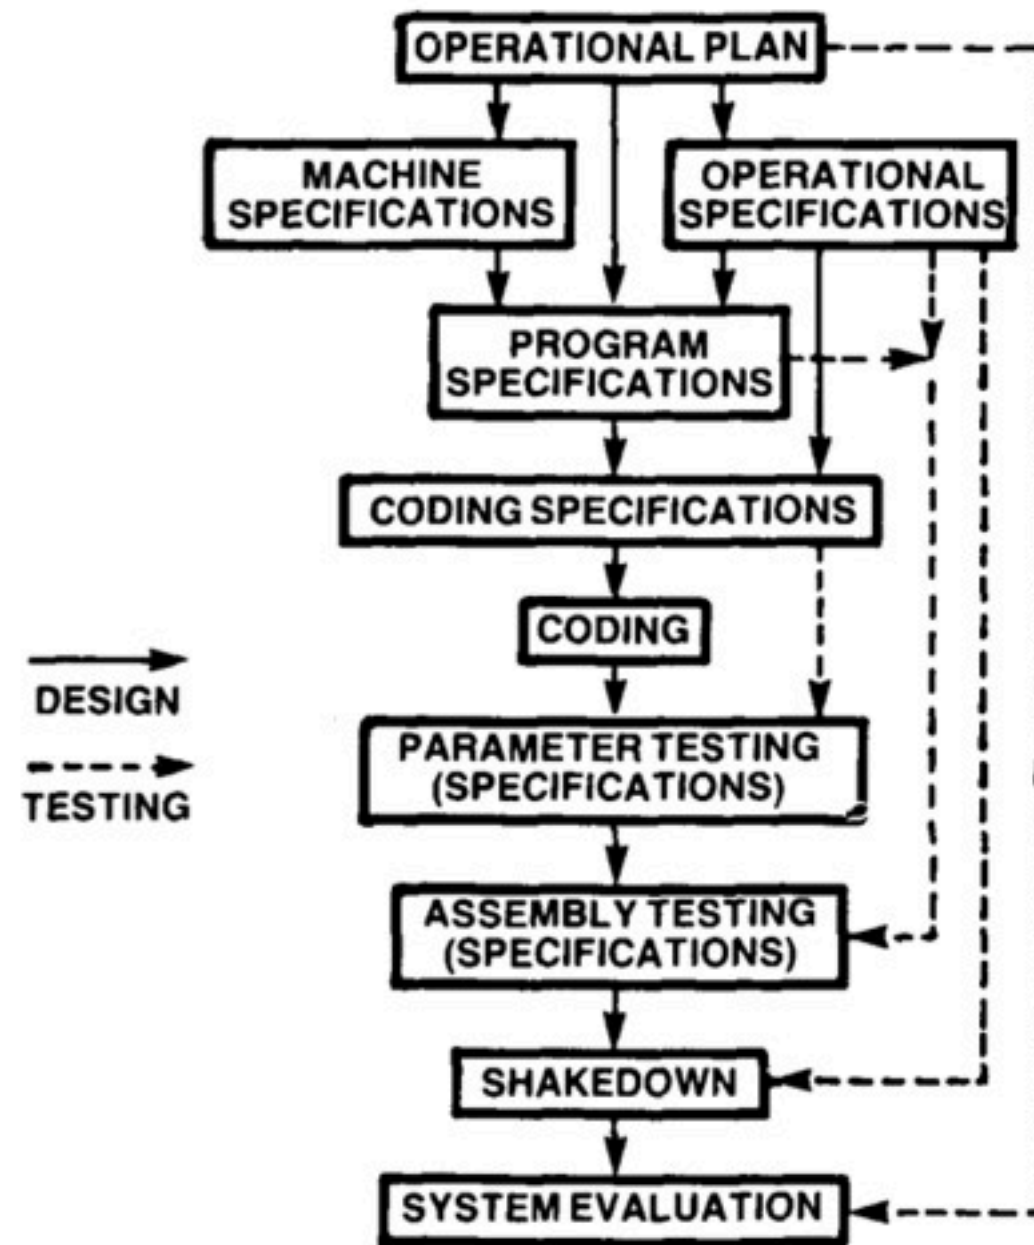 OPERATIONAL PLAN
MACHINE
SPECIFICATIONS
OPERATIONAL
SPECIFICATIONS
PROGRAM
SPECIFICATIONS
CODING SPECIFICATIONS
CODING
DESIGN
TESTING
PARAMETER TESTING
(SPECIFICATIONS)
ASSEMBLY TESTING
(SPECIFICATIONS)
SHAKEDOWN
SYSTEM EVALUATION